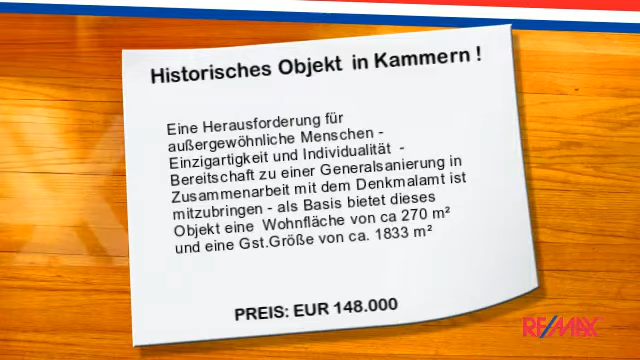 Historisches Objekt in Kammern !
Eine Herausforderung für
außergewöhnliche Menschen -
Einzigartigkeit und Individualität -
Bereitschaft zu einer Generalsanierung in
Zusammenarbeit mit dem Denkmalamt ist
mitzubringen - als Basis bietet dieses
Objekt eine Wohnfläche von ca 270 m²
und eine Gst.Größe von ca. 1833 m²
PREIS: EUR 148.000
RE/MAX